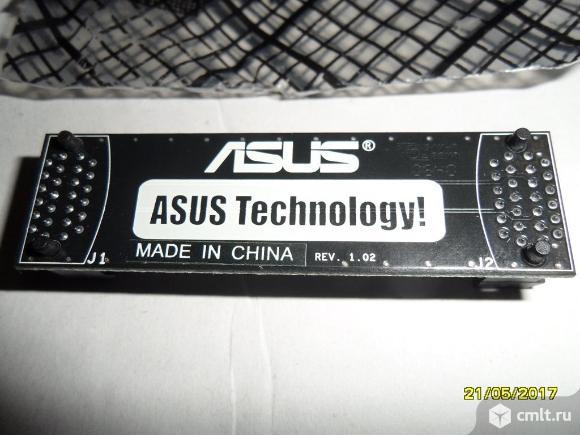 ASUS®
ASUS Technology!
J1
MADE IN CHINA
REV. 1.02
J2
21/05/2017
cmlt.ru